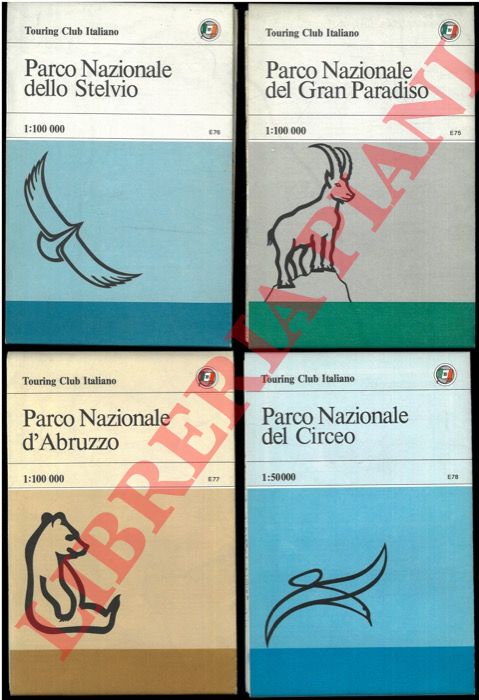 Touring Club Italiano
Parco Nazionale
dello Stelvio
1:100 000
E76
Touring Club Italiano
Parco Nazionale
del Gran Paradiso
1:100 000
E75
Touring Club Italiano
Parco Nazionale
d'Abruzzo
1:100 000
E77
Touring Club Italiano
Parco Nazionale
del Circeo
1:50 000
E78
LIBRERIA PIANI